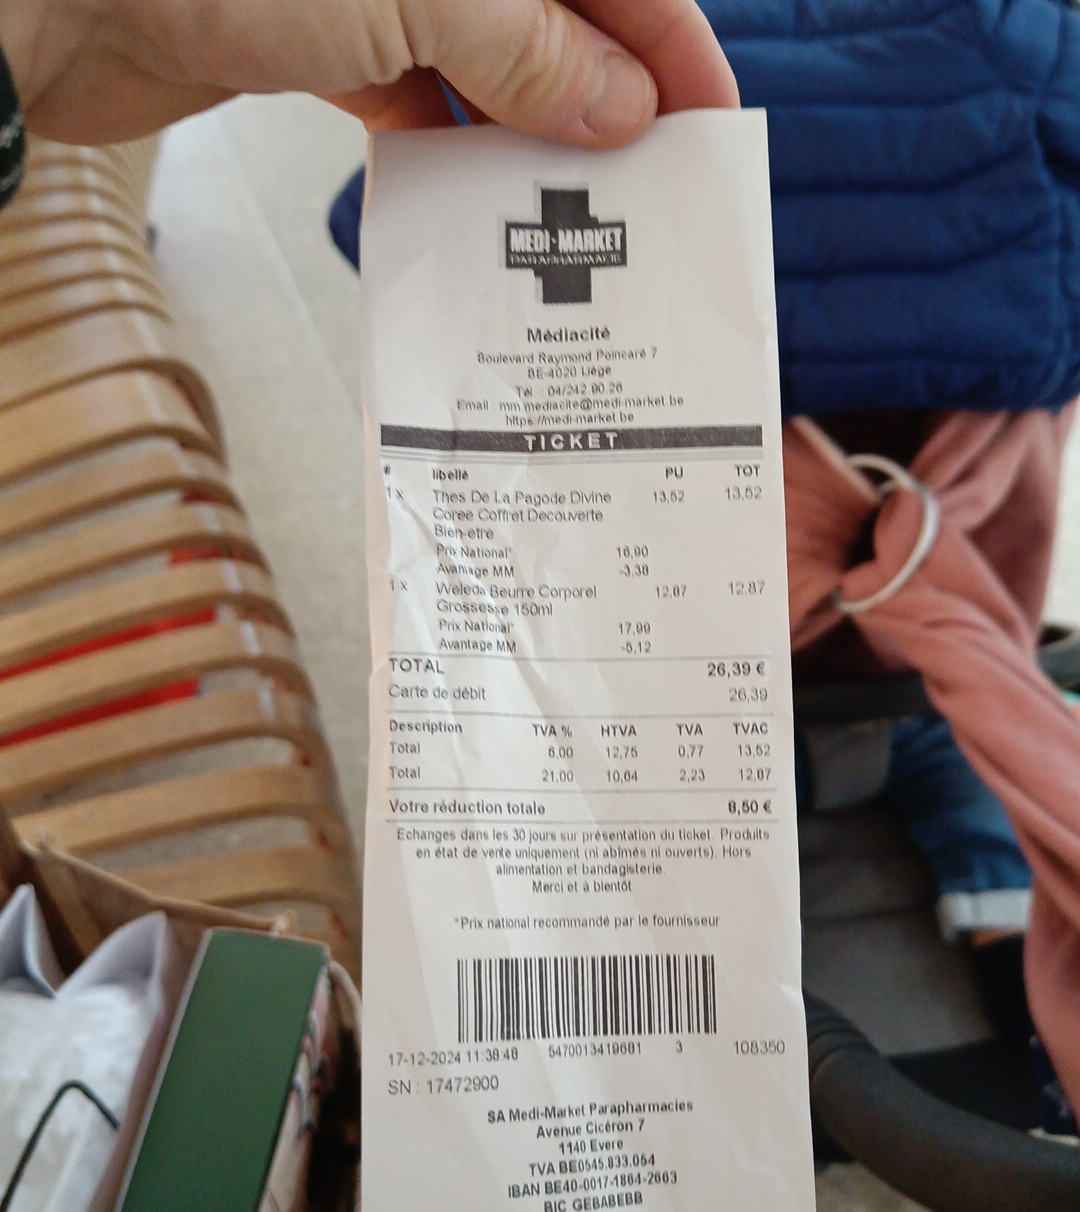 MEDI-MARKET
PARAPHARMACIE
Médiacité
Boulevard Raymond Poincaré 7
BE-4020 Liège
Tél. : 04/242.90.26
Email : mm.mediacite@medi-market.be
https://medi-market.be
TICKET
# libellé PU TOT
1 x Thes De La Pagode Divine 13,52 13,52
Coree Coffret Decouverte
Bien-etre
Prix National* 16,90
Avantage MM -3,38
1 x Weleda Beurre Corporel 12,87 12,87
Grossesse 150ml
Prix National* 17,99
Avantage MM -5,12
TOTAL 26,39 €
Carte de débit 26,39
Description TVA % HTVA TVA TVAC
Total 6,00 12,75 0,77 13,52
Total 21,00 10,64 2,23 12,87
Votre réduction totale 8,50 €
Echanges dans les 30 jours sur présentation du ticket. Produits
en état de vente uniquement (ni abîmés ni ouverts). Hors
alimentation et bandagisterie.
Merci et à bientôt
*Prix national recommandé par le fournisseur
17-12-2024 11:38:48 5470013419681 3 108350
SN : 17472900
SA Medi-Market Parapharmacies
Avenue Cicéron 7
1140 Evere
TVA BE0545.833.054
IBAN BE40-0017-1864-2663
BIC GEBABEBB